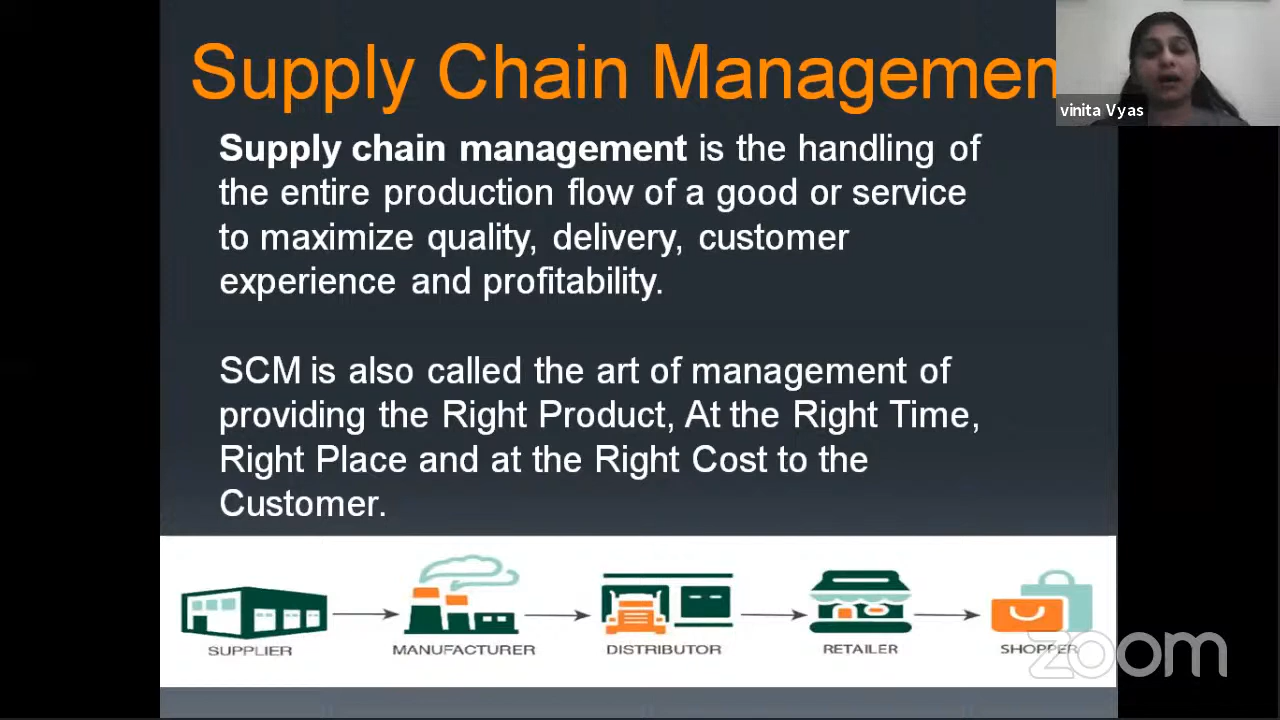 Supply Chain Managemen
vinita Vyas
Supply chain management is the handling of
the entire production flow of a good or service
to maximize quality, delivery, customer
experience and profitability.
SCM is also called the art of management of
providing the Right Product, At the Right Time,
Right Place and at the Right Cost to the
Customer.
SUPPLIER MANUFACTURER DISTRIBUTOR RETAILER SHOPPER
zoom